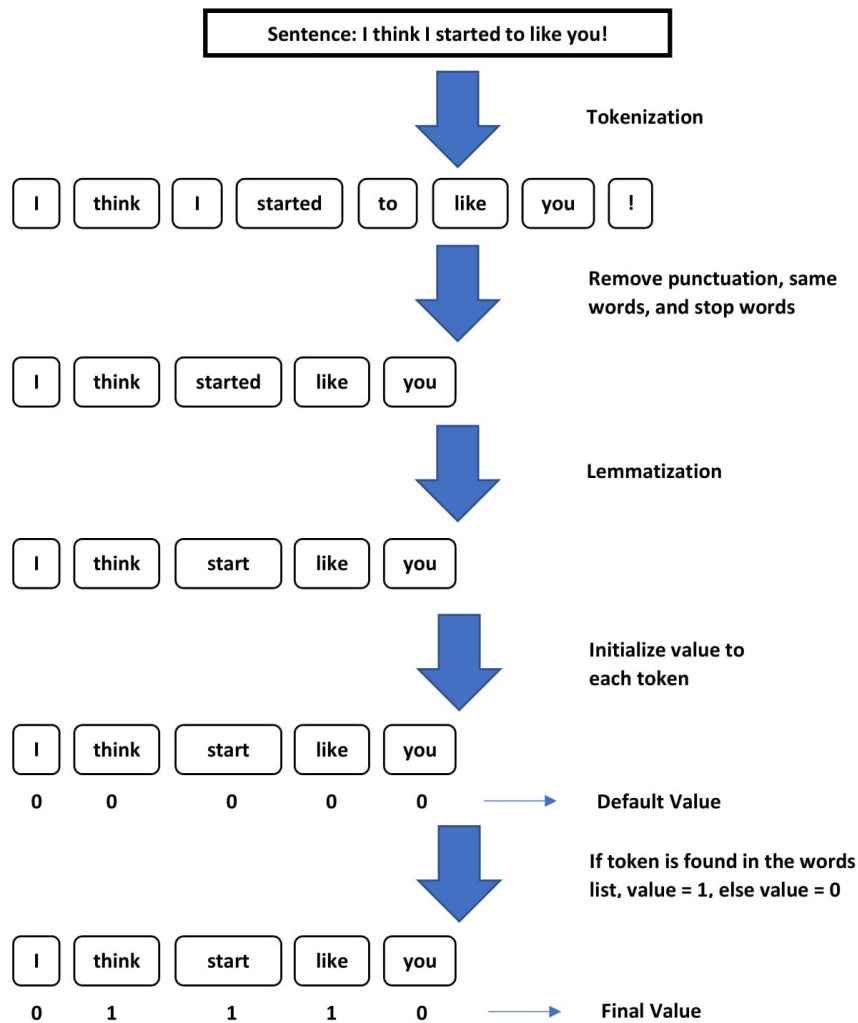 Sentence: I think I started to like you!
Tokenization
I think I started to like you !
Remove punctuation, same
words, and stop words
I think started like you
Lemmatization
I think start like you
Initialize value to
each token
I think start like you
0 0 0 0 0 Default Value
If token is found in the words
list, value = 1, else value = 0
I think start like you
0 1 1 1 0 Final Value